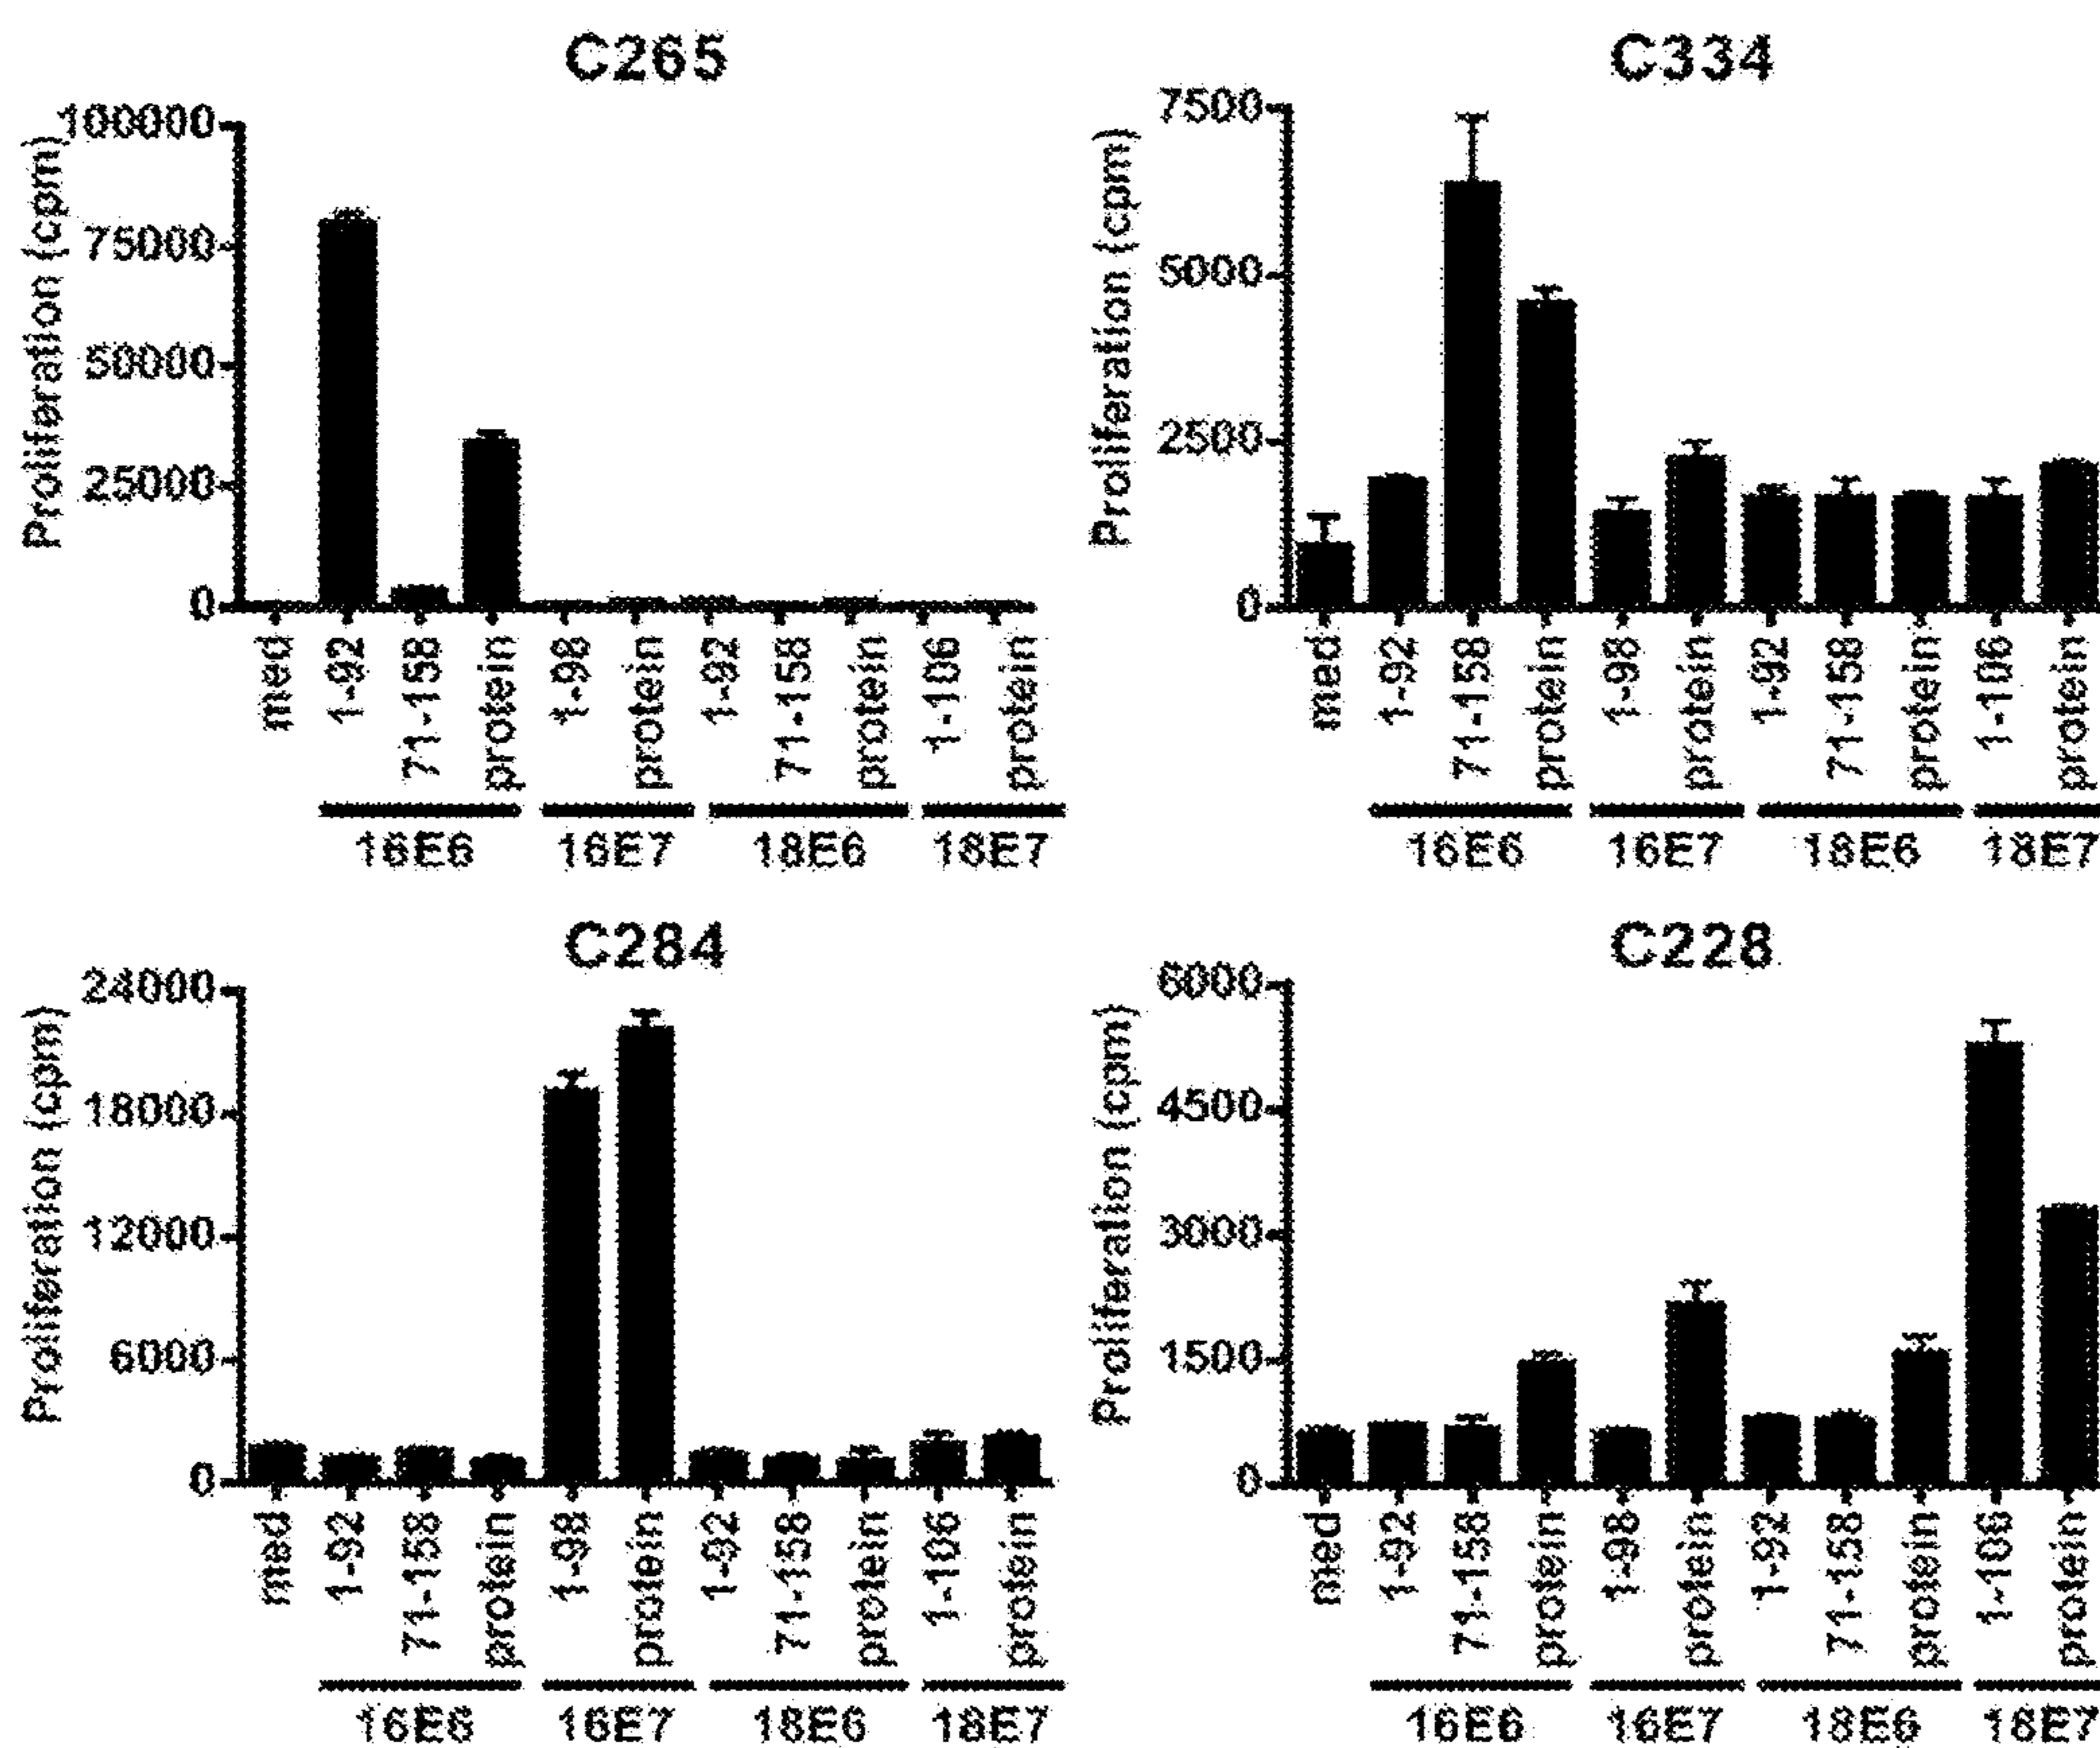 C265
Proliferation (cpm)
100000
75000
50000
25000
0
med
1-92
71-158
protein
1-98
protein
1-92
71-158
protein
1-106
protein
16E6
16E7
18E6
18E7
C334
Proliferation (cpm)
7500
5000
2500
0
med
1-92
71-158
protein
1-98
protein
1-92
71-158
protein
1-106
protein
16E6
16E7
18E6
18E7
C284
Proliferation (cpm)
24000
18000
12000
6000
0
med
1-92
71-158
protein
1-98
protein
1-92
71-158
protein
1-106
protein
16E6
16E7
18E6
18E7
C228
Proliferation (cpm)
6000
4500
3000
1500
0
med
1-92
71-158
protein
1-98
protein
1-92
71-158
protein
1-106
protein
16E6
16E7
18E6
18E7